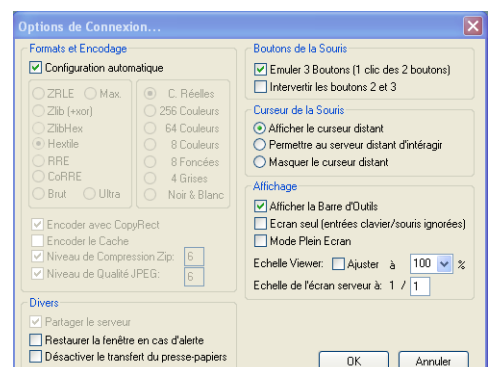 Options de Connexion...
Formats et Encodage
Configuration automatique
ZRLE Max. C. Réelles
Zlib (+xor) 256 Couleurs
ZlibHex 64 Couleurs
Hextile 8 Couleurs
RRE 8 Foncées
CoRRE 4 Grises
Brut Ultra Noir & Blanc
Encoder avec CopyRect
Encoder le Cache
Niveau de Compression Zip: 6
Niveau de Qualité JPEG: 6
Divers
Partager le serveur
Restaurer la fenêtre en cas d'alerte
Désactiver le transfert du presse-papiers
Boutons de la Souris
Emuler 3 Boutons (1 clic des 2 boutons)
Intervertir les boutons 2 et 3
Curseur de la Souris
Afficher le curseur distant
Permettre au serveur distant d'intéragir
Masquer le curseur distant
Affichage
Afficher la Barre d'Outils
Ecran seul (entrées clavier/souris ignorées)
Mode Plein Ecran
Echelle Viewer: Ajuster à 100 %
Echelle de l'écran serveur à: 1 / 1
OK Annuler